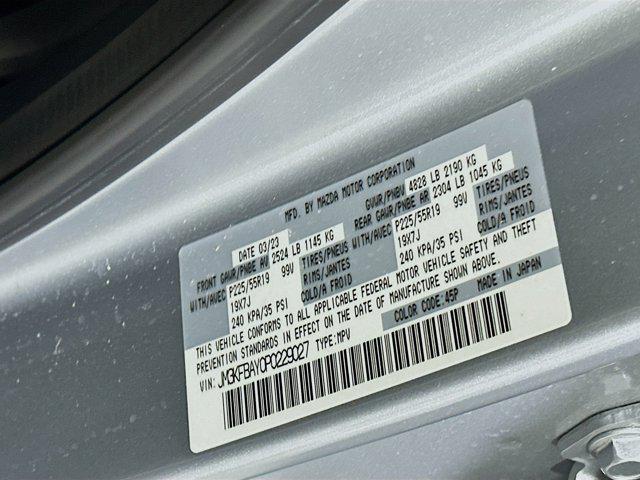 MFD. BY MAZDA MOTOR CORPORATION
DATE 03/23 GVWR/PNBV 4828 LB 2190 KG
FRONT GAWR/PNBE AV 2524 LB 1145 KG REAR GAWR/PNBE AR 2304 LB 1045 KG
WITH/AVEC P225/55R19 99V TIRES/PNEUS WITH/AVEC P225/55R19 99V TIRES/PNEUS
19X7J RIMS/JANTES 19X7J RIMS/JANTES
240 KPA/35 PSI COLD/A FROID 240 KPA/35 PSI COLD/A FROID
THIS VEHICLE CONFORMS TO ALL APPLICABLE FEDERAL MOTOR VEHICLE SAFETY AND THEFT
PREVENTION STANDARDS IN EFFECT ON THE DATE OF MANUFACTURE SHOWN ABOVE.
COLOR CODE: 45P MADE IN JAPAN
VIN: JM3KFBAY0P0229027 TYPE: MPV